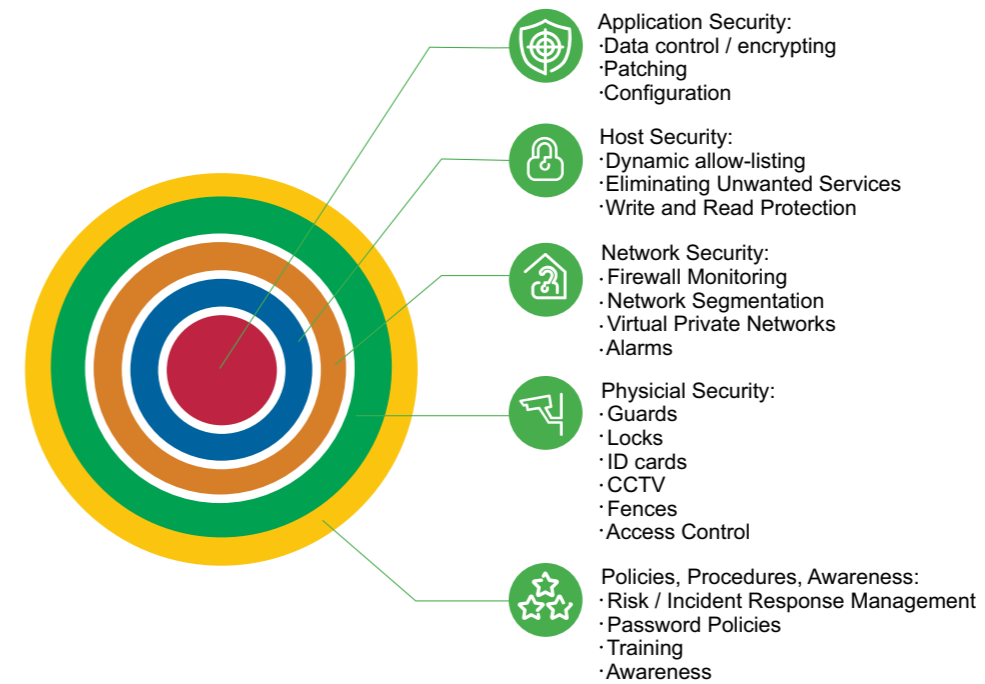 Application Security:
·Data control / encrypting
·Patching
·Configuration
Host Security:
·Dynamic allow-listing
·Eliminating Unwanted Services
·Write and Read Protection
Network Security:
·Firewall Monitoring
·Network Segmentation
·Virtual Private Networks
·Alarms
Physicial Security:
·Guards
·Locks
·ID cards
·CCTV
·Fences
·Access Control
Policies, Procedures, Awareness:
·Risk / Incident Response Management
·Password Policies
·Training
·Awareness